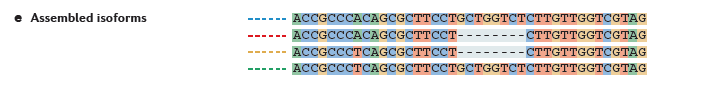 e Assembled isoforms
------ ACCGCCCACAGCGCTTCCTGCTGGTCTCTTGTTGGTCGTAG
------ ACCGCCCACAGCGCTTCCT--------CTTGTTGGTCGTAG
------ ACCGCCCTCAGCGCTTCCT--------CTTGTTGGTCGTAG
------ ACCGCCCTCAGCGCTTCCTGCTGGTCTCTTGTTGGTCGTAG